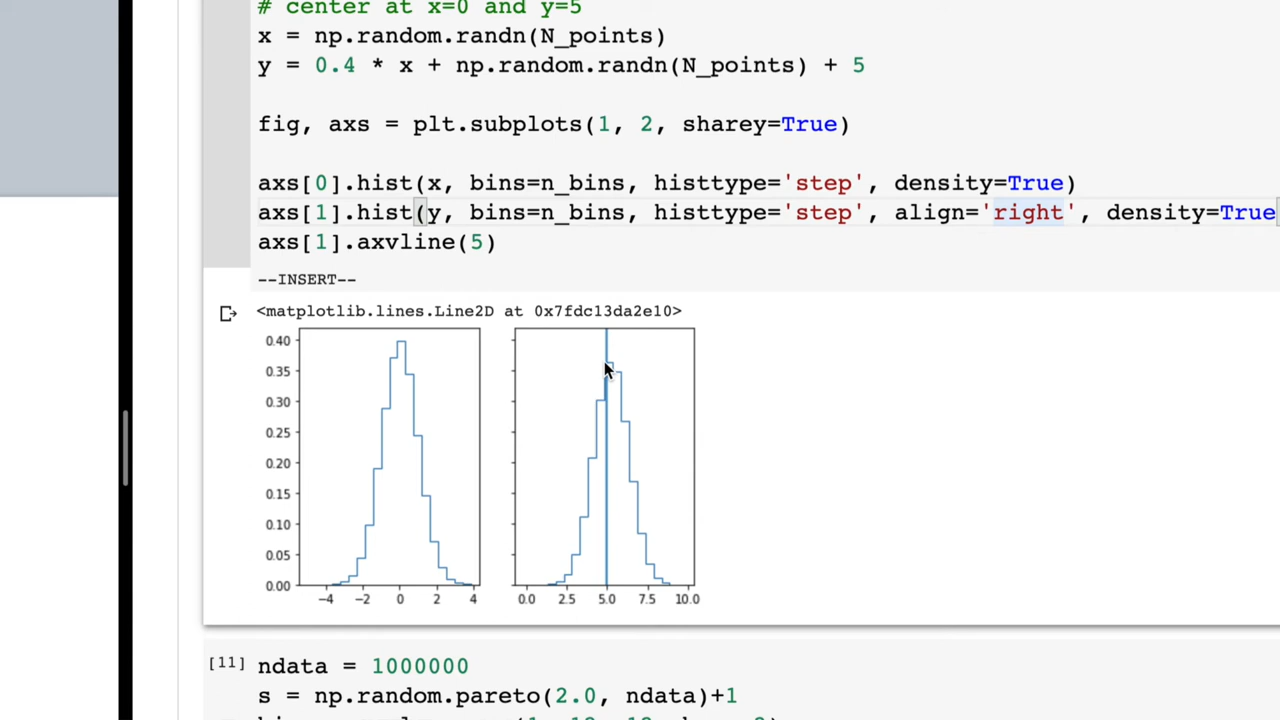 # center at x=0 and y=5
x = np.random.randn(N_points)
y = 0.4 * x + np.random.randn(N_points) + 5
fig, axs = plt.subplots(1, 2, sharey=True)
axs[0].hist(x, bins=n_bins, histtype='step', density=True)
axs[1].hist(y, bins=n_bins, histtype='step', align='right', density=True
axs[1].axvline(5)
--INSERT--
<matplotlib.lines.Line2D at 0x7fdc13da2e10>
0.40
0.35
0.30
0.25
0.20
0.15
0.10
0.05
0.00
−4 −2 0 2 4
0.0 2.5 5.0 7.5 10.0
[11] ndata = 1000000
s = np.random.pareto(2.0, ndata)+1